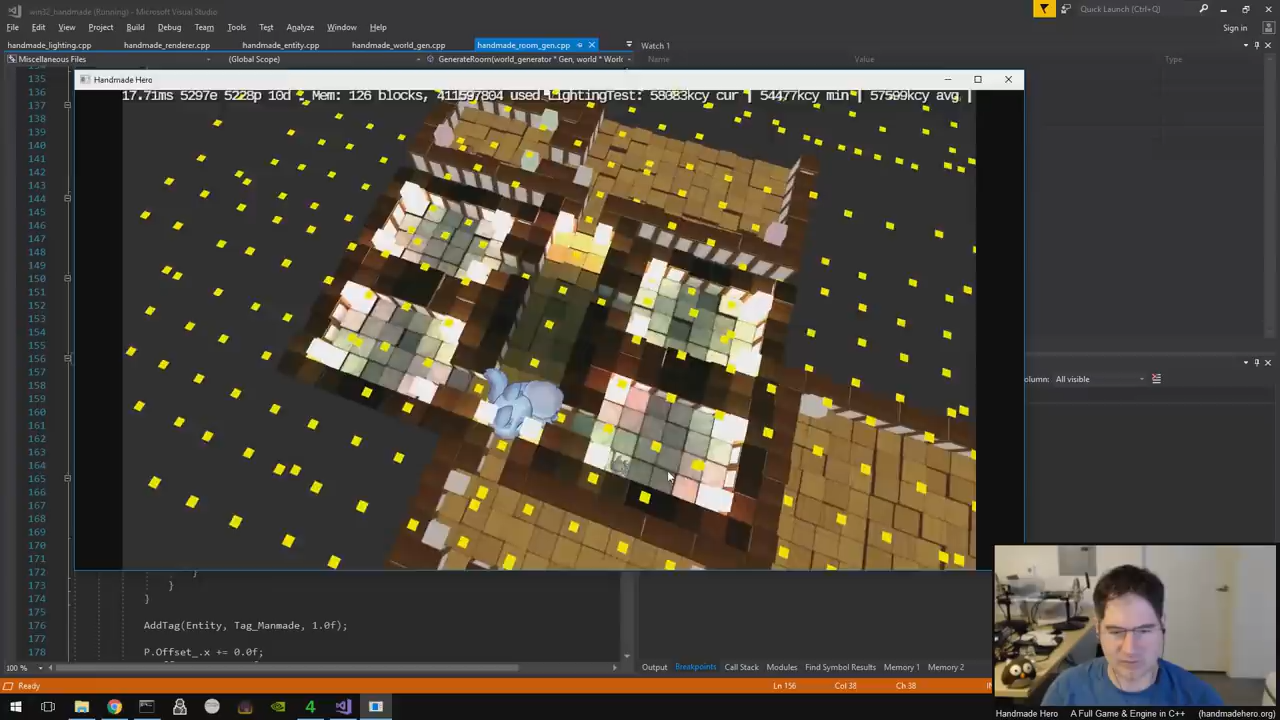 win32_handmade (Running) - Microsoft Visual Studio
Quick Launch (Ctrl+Q)
File Edit View Project Build Debug Team Tools Test Analyze Window Help
Sign in
handmade_lighting.cpp handmade_renderer.cpp handmade_entity.cpp handmade_world_gen.cpp handmade_room_gen.cpp
Watch 1
Miscellaneous Files (Global Scope) GenerateRoom(world_generator * Gen, world * World
Name Value Type
Handmade Hero
135
136
137
138
139
140
141
142
143
144
145
146
147
148
149
150
151
152
153
154
155
156
157
158
159
160
161
162
163
164
165
166
167
168
169
170
171
172
173
174
175
176
177
178
17.71ms 5297e 5228p 10d Mem: 126 blocks, 411597804 used LightingTest: 58083kcy cur | 54477kcy min | 57599kcy avg |
olumn: All visible
}
}
}
AddTag(Entity, Tag_Manmade, 1.0f);
P.Offset_.x += 0.0f;
100 %
Output Breakpoints Call Stack Modules Find Symbol Results Memory 1 Memory 2
Ready
Ln 156 Col 38 Ch 38
Handmade Hero A Full Game & Engine in C++ (handmadehero.org)